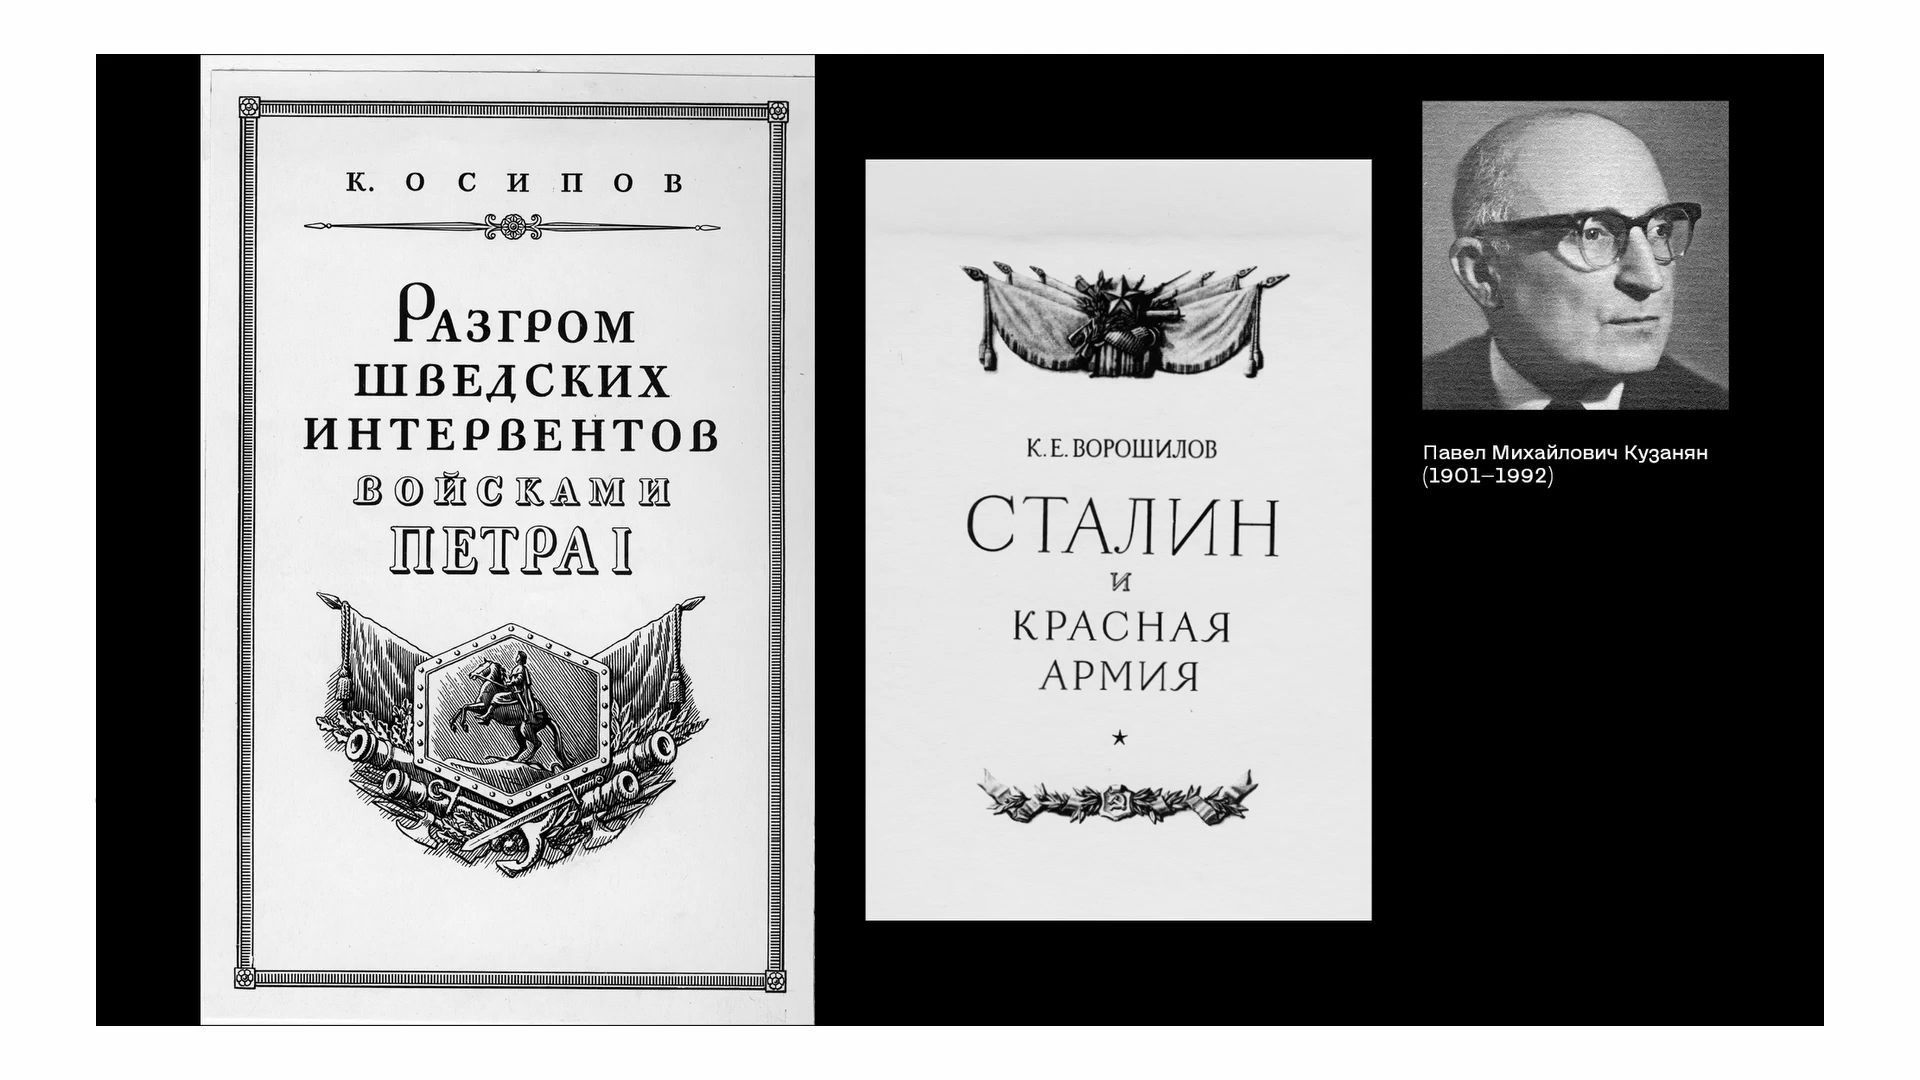 К. ОСИПОВ
РАЗГРОМ
ШВЕДСКИХ
ИНТЕРВЕНТОВ
ВОЙСКАМИ
ПЕТРА I
К. Е. ВОРОШИЛОВ
СТАЛИН
И
КРАСНАЯ
АРМИЯ
Павел Михайлович Кузанян
(1901–1992)